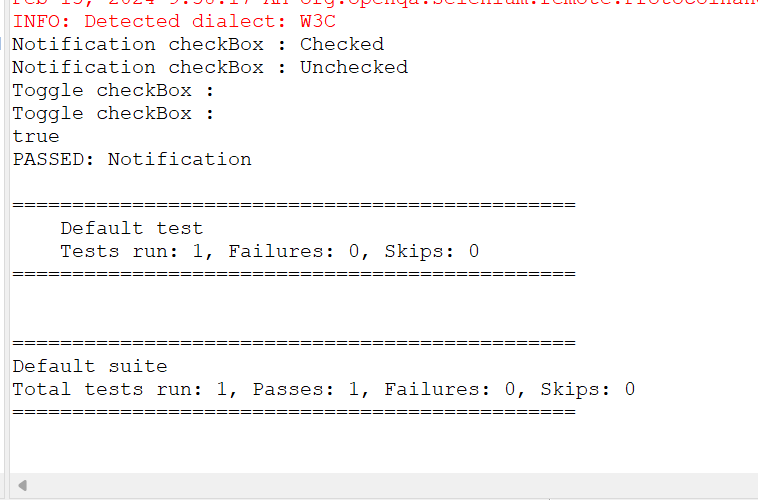 INFO: Detected dialect: W3C
Notification checkBox : Checked
Notification checkBox : Unchecked
Toggle checkBox :
Toggle checkBox :
true
PASSED: Notification
===============================================
Default test
Tests run: 1, Failures: 0, Skips: 0
===============================================
===============================================
Default suite
Total tests run: 1, Passes: 1, Failures: 0, Skips: 0
===============================================